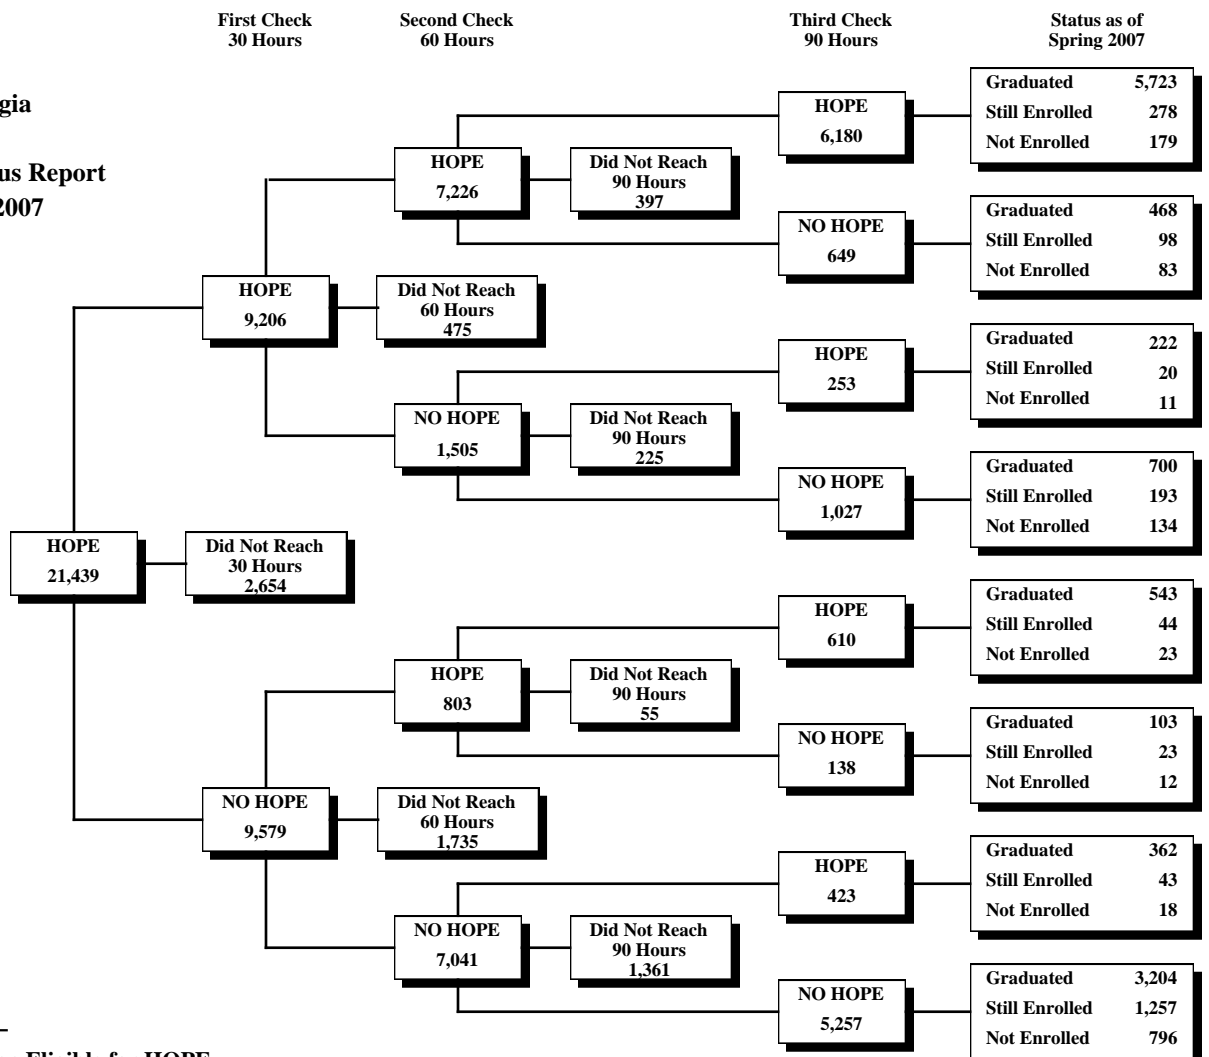 First Check
30 Hours
Second Check
60 Hours
Third Check
90 Hours
Status as of
Spring 2007
gia
us Report
2007
HOPE
21,439
Did Not Reach
30 Hours
2,654
HOPE
9,206
Did Not Reach
60 Hours
475
HOPE
7,226
Did Not Reach
90 Hours
397
HOPE
6,180
Graduated 5,723
Still Enrolled 278
Not Enrolled 179
NO HOPE
649
Graduated 468
Still Enrolled 98
Not Enrolled 83
NO HOPE
1,505
Did Not Reach
90 Hours
225
HOPE
253
Graduated 222
Still Enrolled 20
Not Enrolled 11
NO HOPE
1,027
Graduated 700
Still Enrolled 193
Not Enrolled 134
NO HOPE
9,579
Did Not Reach
60 Hours
1,735
HOPE
803
Did Not Reach
90 Hours
55
HOPE
610
Graduated 543
Still Enrolled 44
Not Enrolled 23
NO HOPE
138
Graduated 103
Still Enrolled 23
Not Enrolled 12
NO HOPE
7,041
Did Not Reach
90 Hours
1,361
HOPE
423
Graduated 362
Still Enrolled 43
Not Enrolled 18
NO HOPE
5,257
Graduated 3,204
Still Enrolled 1,257
Not Enrolled 796
Eligible for HOPE